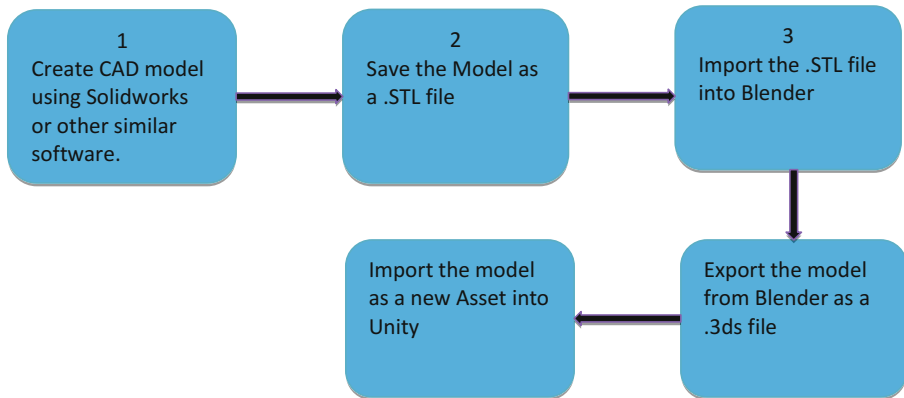 1
Create CAD model
using Solidworks
or other similar
software.
2
Save the Model as
a .STL file
3
Import the .STL file
into Blender
Export the model
from Blender as a
.3ds file
Import the model
as a new Asset into
Unity